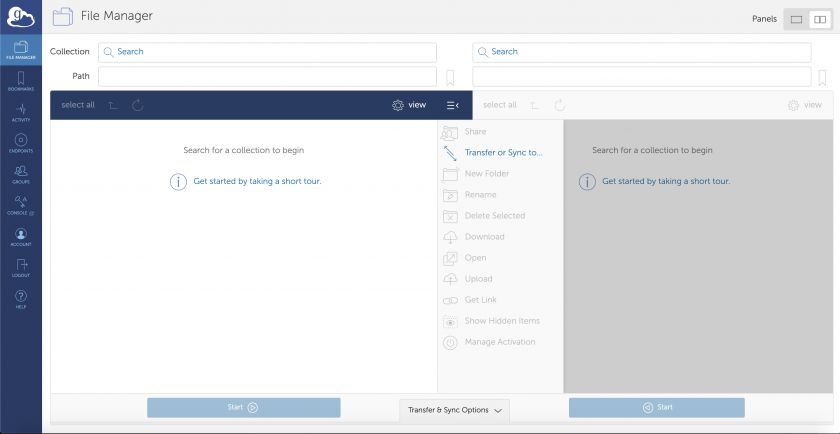 File Manager
Panels
FILE MANAGER
BOOKMARKS
ACTIVITY
ENDPOINTS
GROUPS
CONSOLE
ACCOUNT
LOGOUT
HELP
Collection
Search
Search
Path
select all
view
select all
view
Search for a collection to begin
Get started by taking a short tour.
Share
Transfer or Sync to...
New Folder
Rename
Delete Selected
Download
Open
Upload
Get Link
Show Hidden Items
Manage Activation
Search for a collection to begin
Get started by taking a short tour.
Start
Transfer & Sync Options
Start